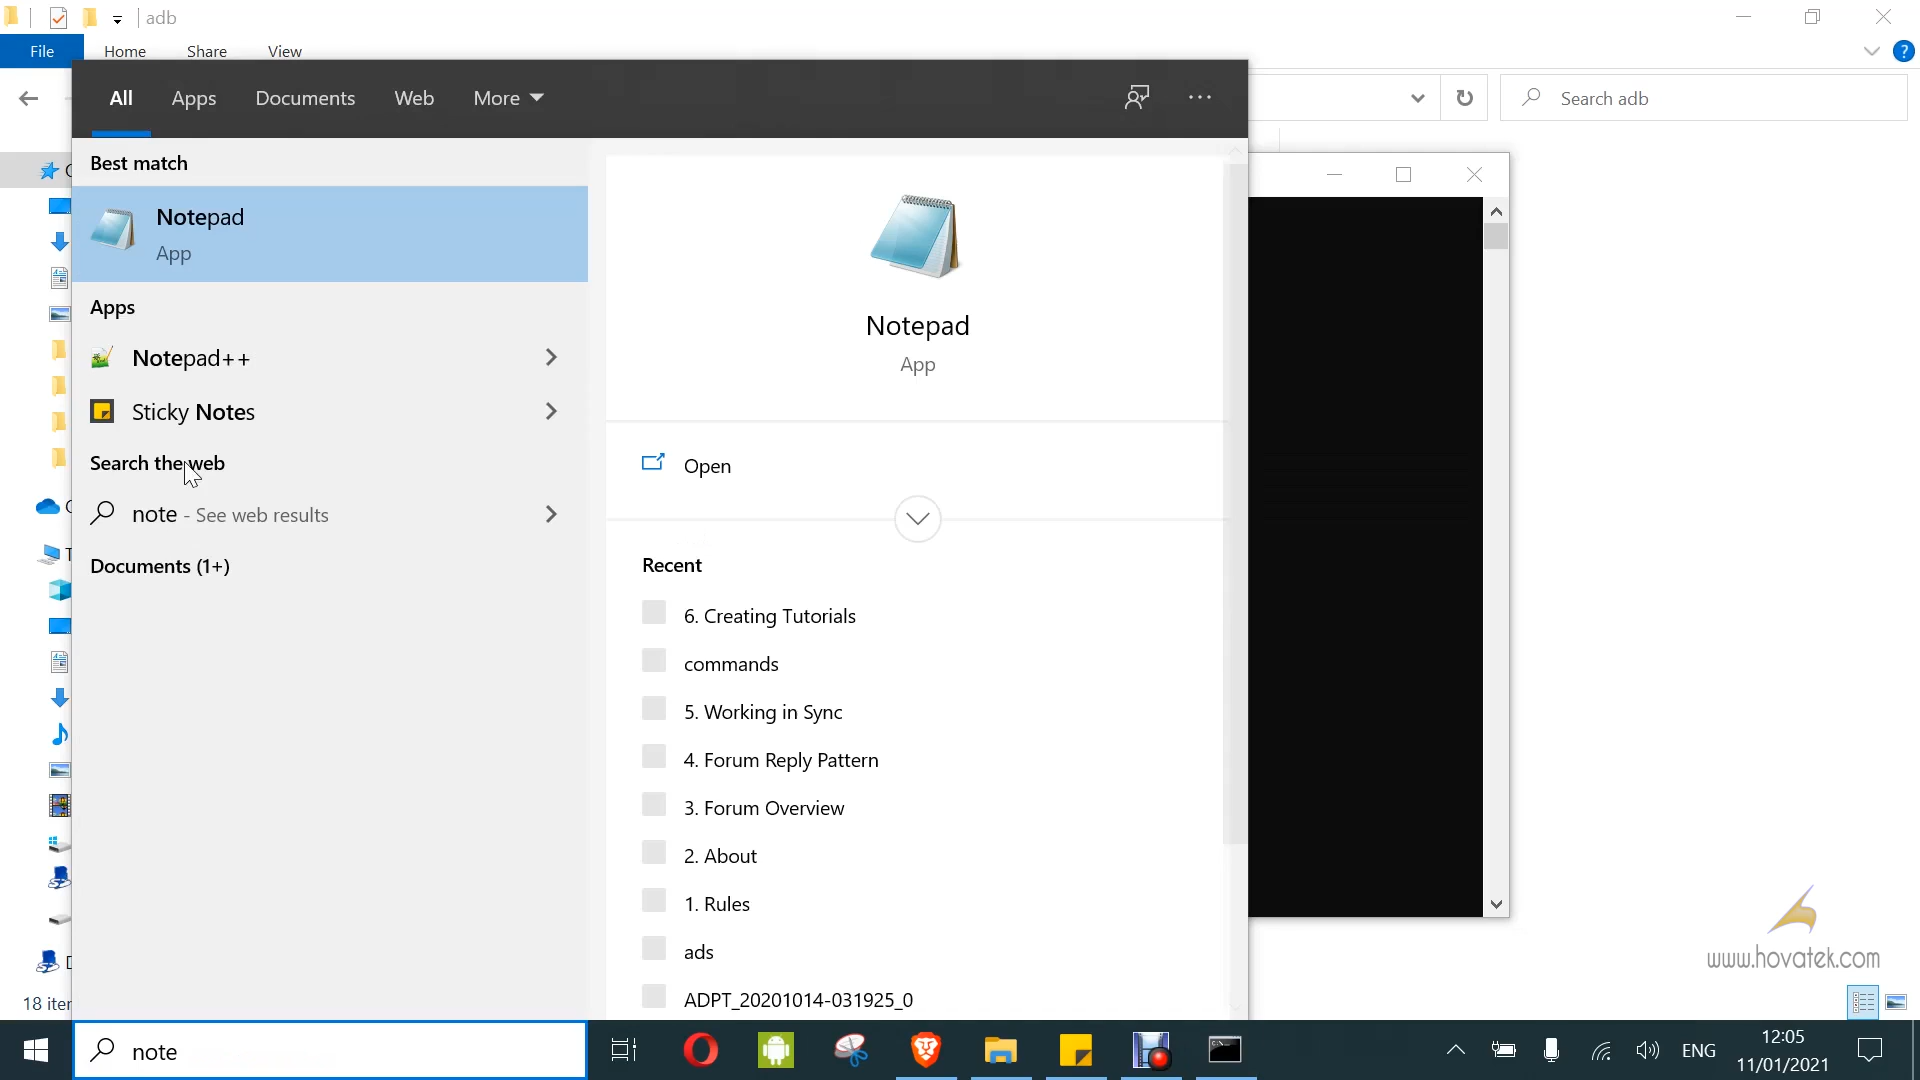 adb
File Home Share View
?
All Apps Documents Web More
Search adb
Best match
Notepad
App
Apps
Notepad++
Sticky Notes
Search the web
note - See web results
Documents (1+)
Notepad
App
Open
Recent
6. Creating Tutorials
commands
5. Working in Sync
4. Forum Reply Pattern
3. Forum Overview
2. About
1. Rules
ads
ADPT_20201014-031925_0
www.hovatek.com
18 iter
note
ENG
12:05
11/01/2021